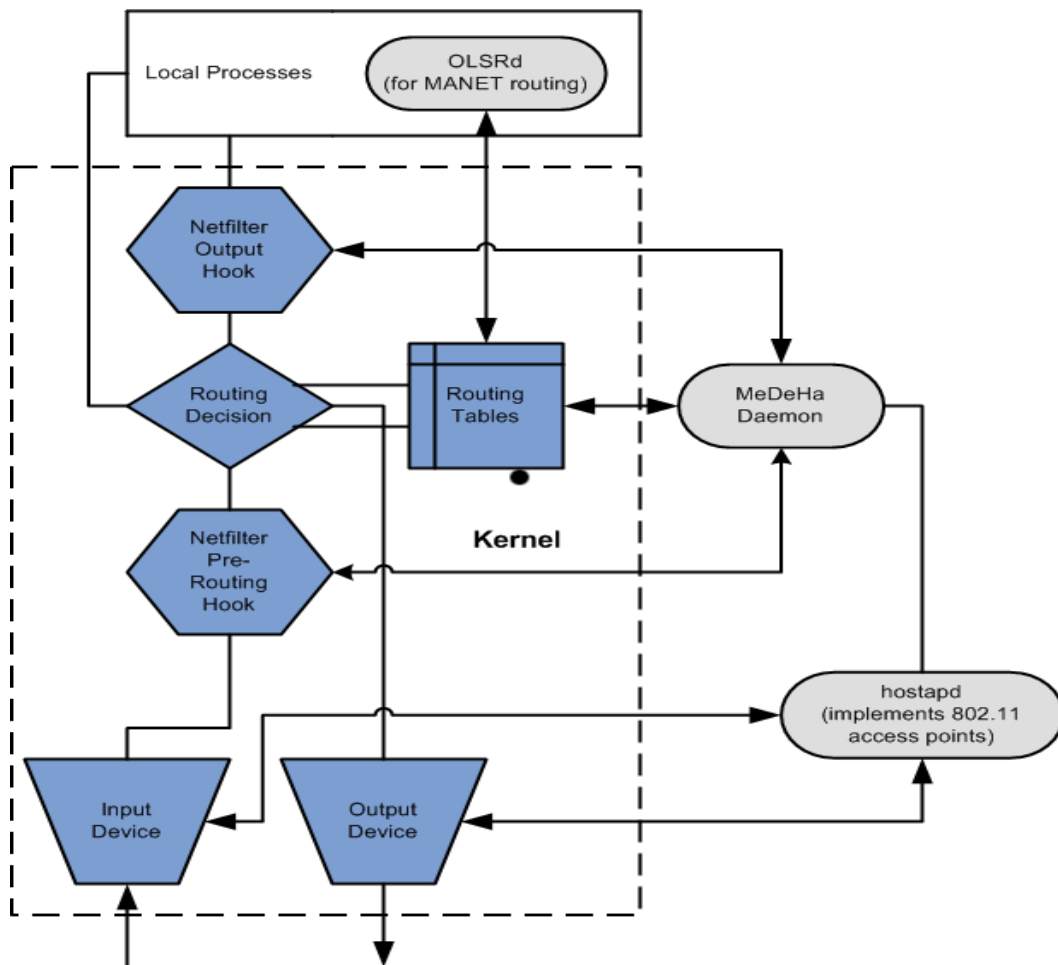 Local Processes
OLSRd
(for MANET routing)
Netfilter
Output
Hook
Routing
Decision
Routing
Tables
MeDeHa
Daemon
Netfilter
Pre-
Routing
Hook
Kernel
hostapd
(implements 802.11
access points)
Input
Device
Output
Device